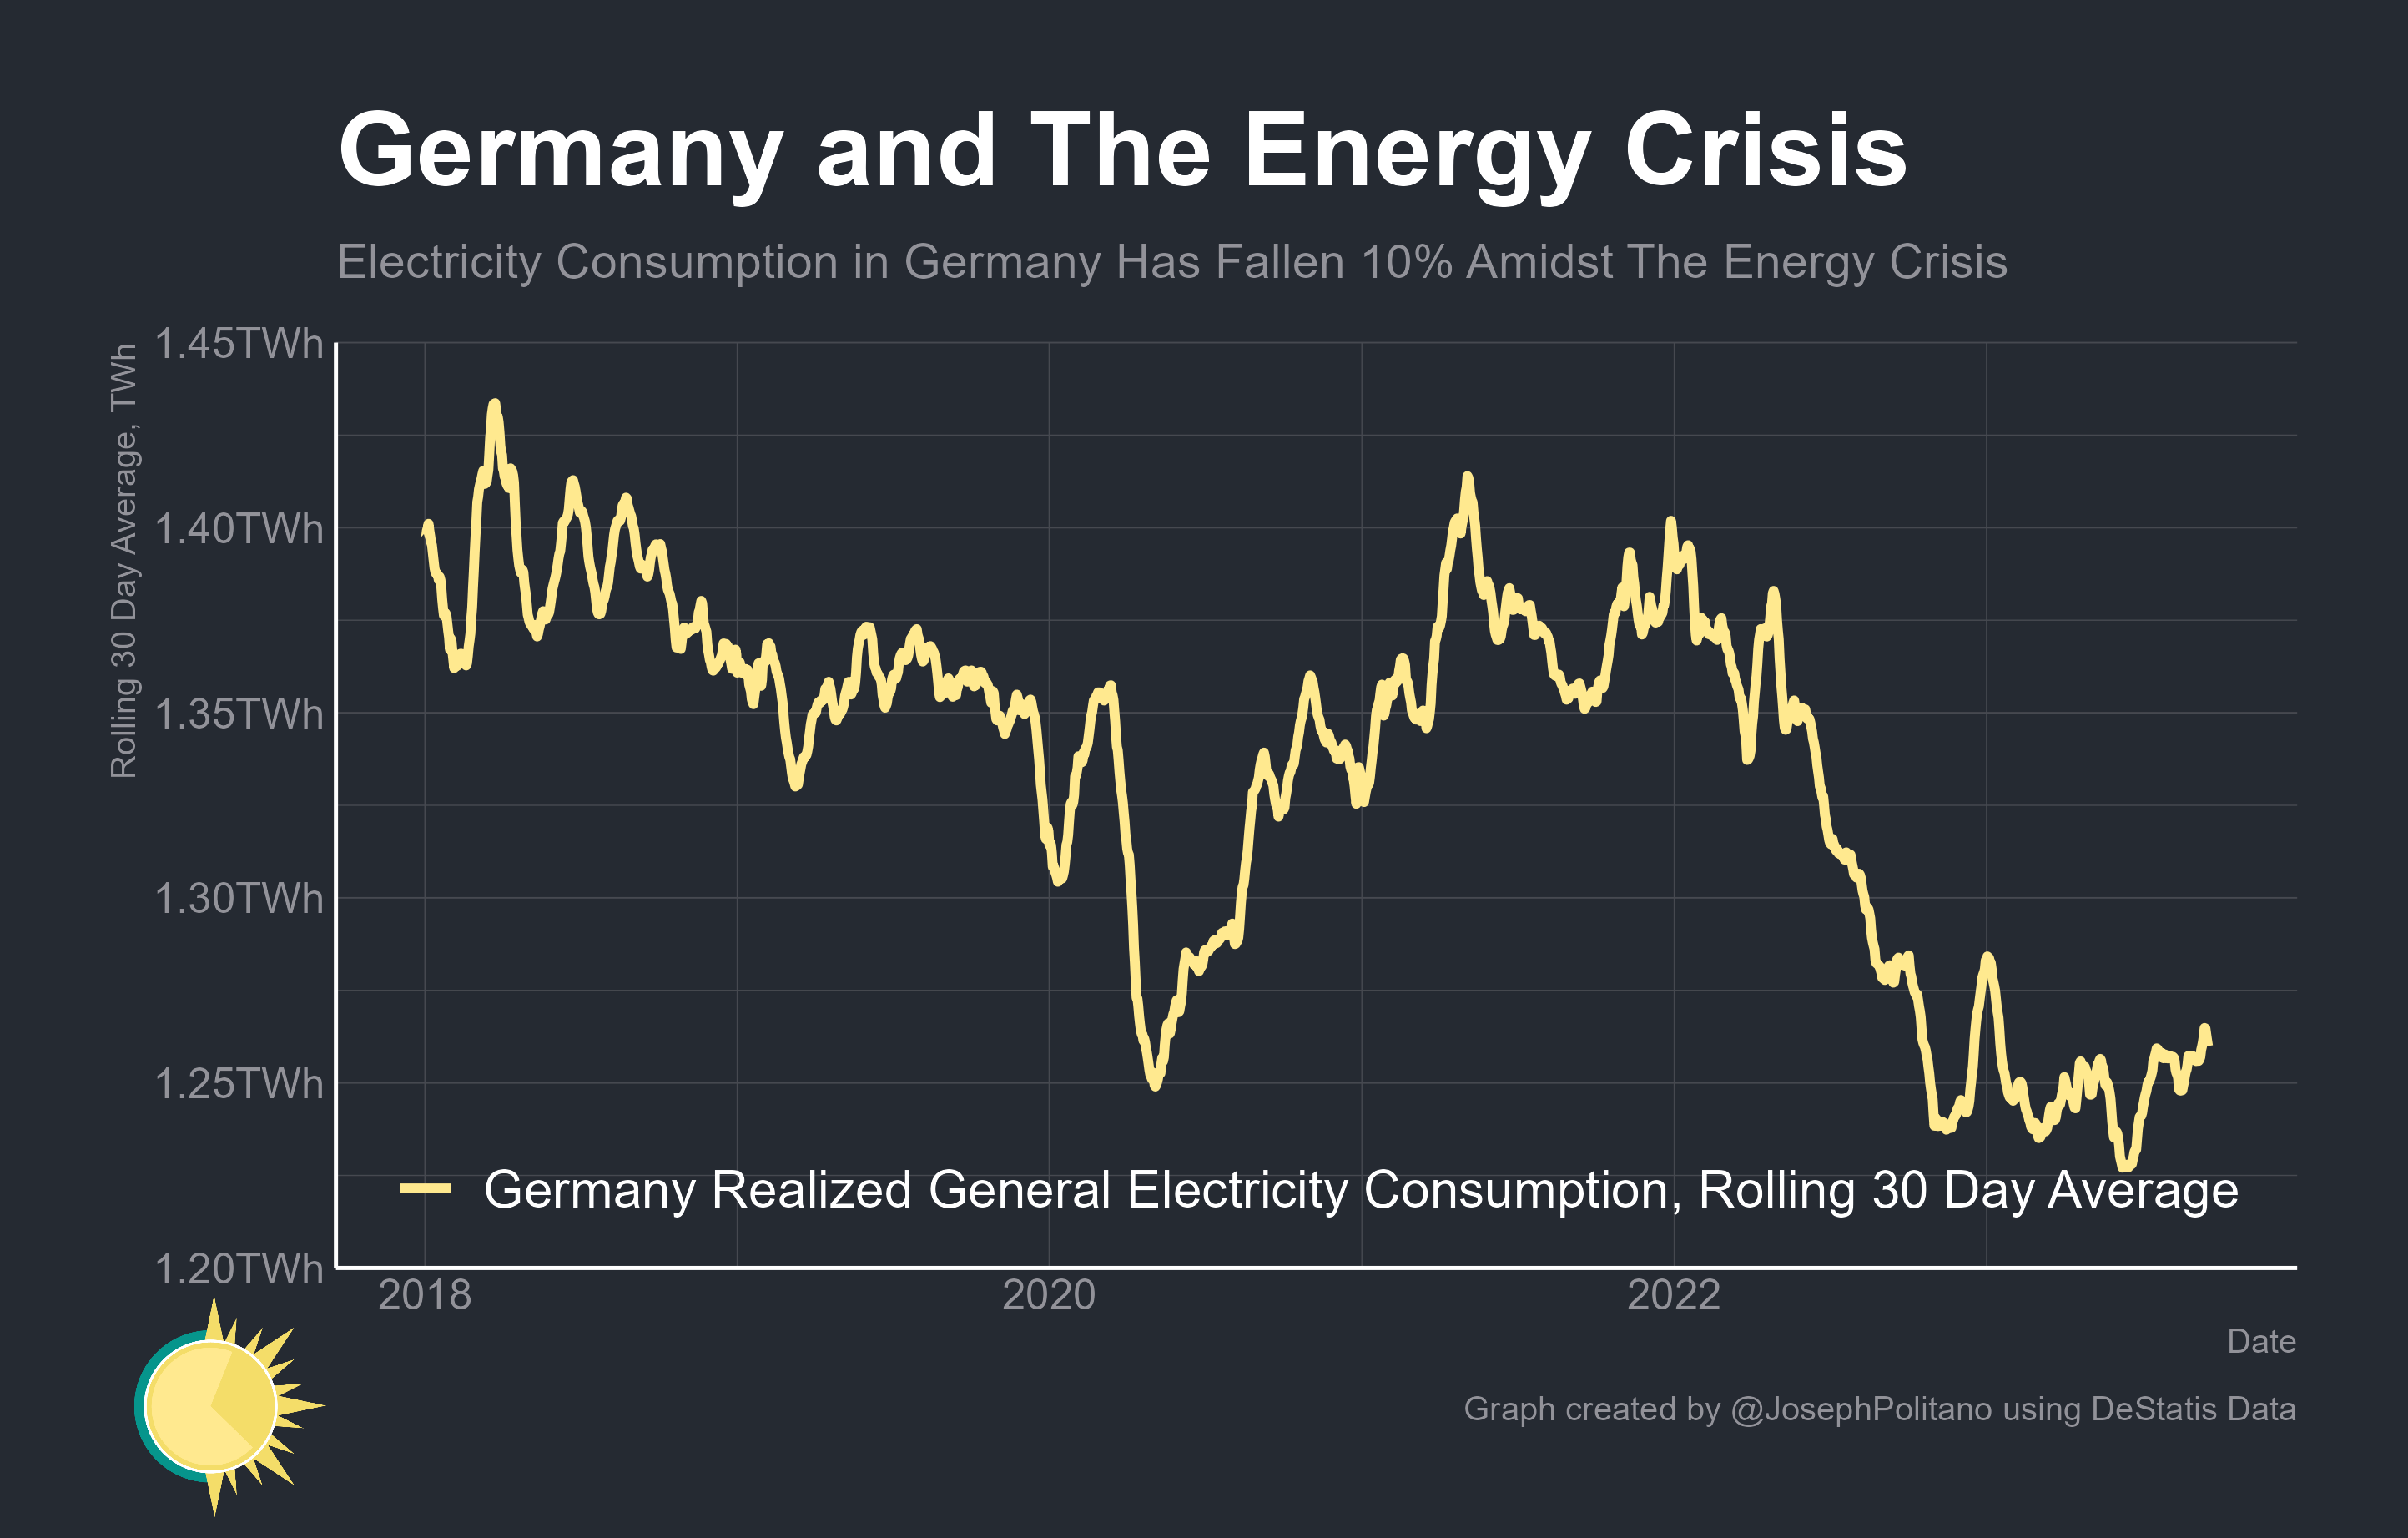 Germany and The Energy Crisis
Electricity Consumption in Germany Has Fallen 10% Amidst The Energy Crisis
Rolling 30 Day Average, TWh
1.45TWh
1.40TWh
1.35TWh
1.30TWh
1.25TWh
1.20TWh
Germany Realized General Electricity Consumption, Rolling 30 Day Average
2018
2020
2022
Date
Graph created by @JosephPolitano using DeStatis Data